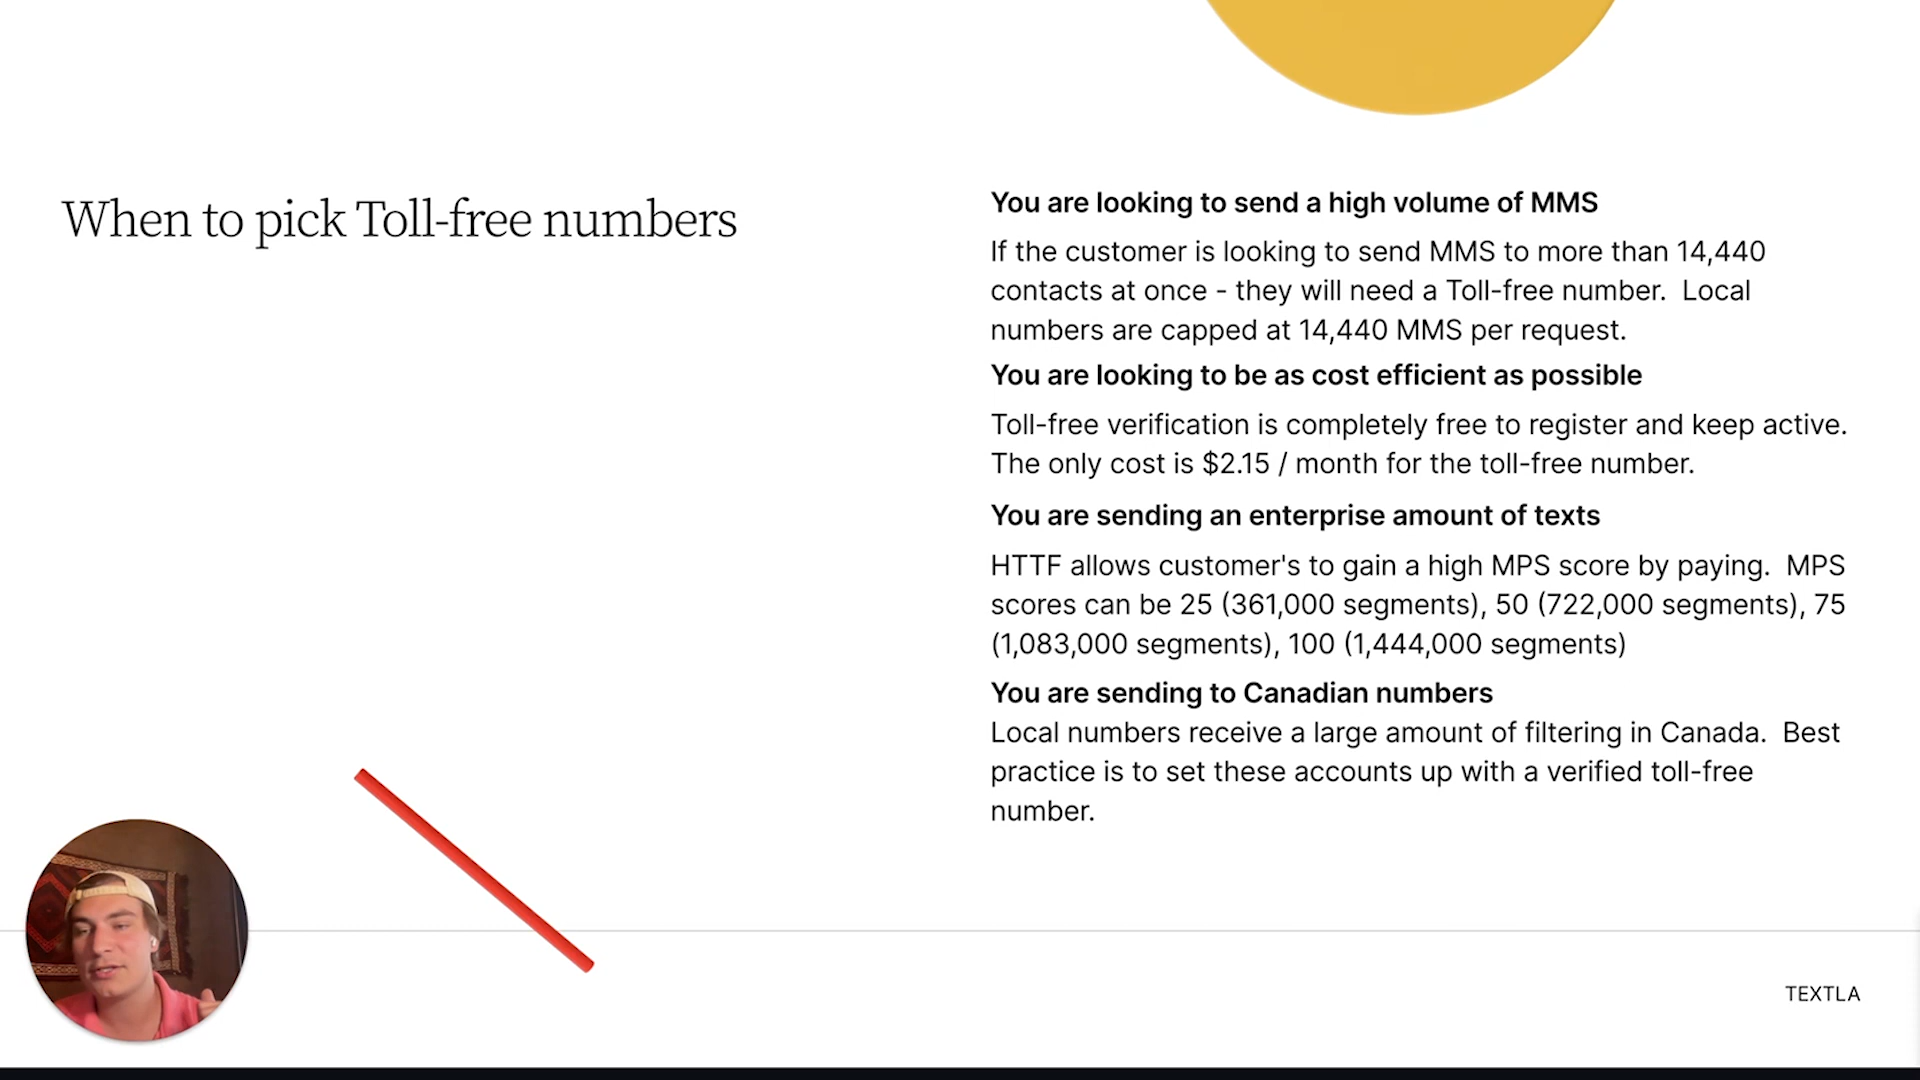 When to pick Toll-free numbers
You are looking to send a high volume of MMS
If the customer is looking to send MMS to more than 14,440
contacts at once - they will need a Toll-free number.  Local
numbers are capped at 14,440 MMS per request.
You are looking to be as cost efficient as possible
Toll-free verification is completely free to register and keep active.
The only cost is $2.15 / month for the toll-free number.
You are sending an enterprise amount of texts
HTTF allows customer's to gain a high MPS score by paying.  MPS
scores can be 25 (361,000 segments), 50 (722,000 segments), 75
(1,083,000 segments), 100 (1,444,000 segments)
You are sending to Canadian numbers
Local numbers receive a large amount of filtering in Canada.  Best
practice is to set these accounts up with a verified toll-free
number.
TEXTLA